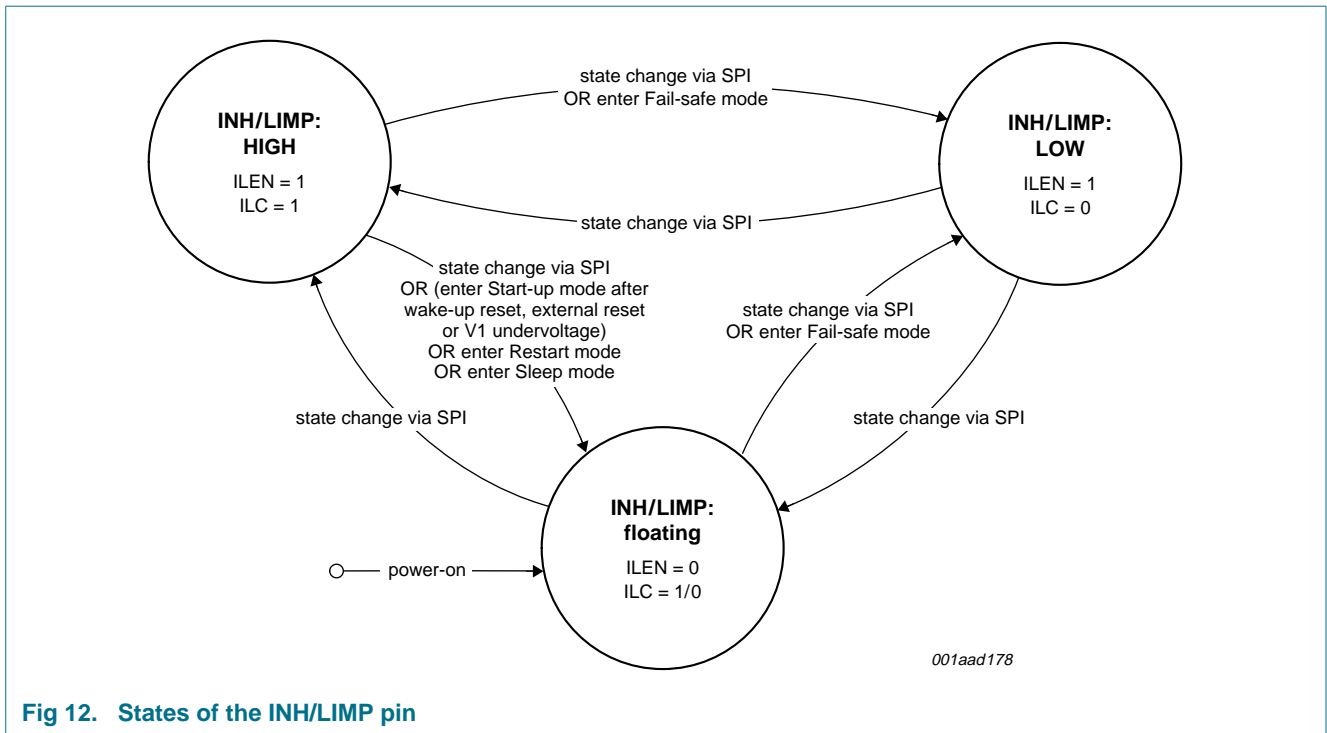 state change via SPI
OR enter Fail-safe mode
INH/LIMP:
HIGH
ILEN = 1
ILC = 1
INH/LIMP:
LOW
ILEN = 1
ILC = 0
state change via SPI
state change via SPI
OR (enter Start-up mode after
wake-up reset, external reset
or V1 undervoltage)
OR enter Restart mode
OR enter Sleep mode
state change via SPI
OR enter Fail-safe mode
state change via SPI
state change via SPI
INH/LIMP:
floating
ILEN = 0
ILC = 1/0
power-on
001aad178
Fig 12. States of the INH/LIMP pin